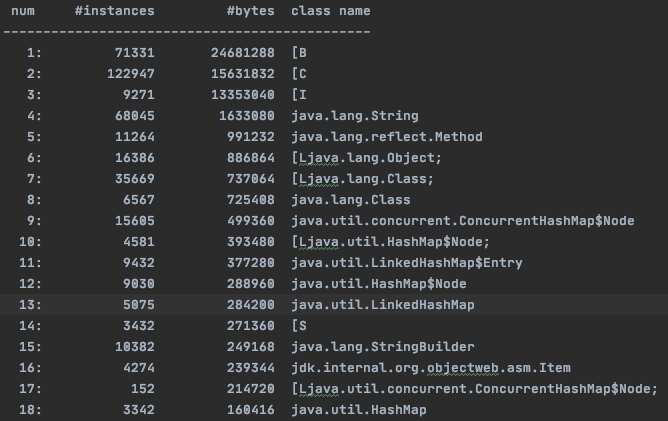 num #instances #bytes class name
----------------------------------------------
1: 71331 24681288 [B
2: 122947 15631832 [C
3: 9271 13353040 [I
4: 68045 1633080 java.lang.String
5: 11264 991232 java.lang.reflect.Method
6: 16386 886864 [Ljava.lang.Object;
7: 35669 737064 [Ljava.lang.Class;
8: 6567 725408 java.lang.Class
9: 15605 499360 java.util.concurrent.ConcurrentHashMap$Node
10: 4581 393480 [Ljava.util.HashMap$Node;
11: 9432 377280 java.util.LinkedHashMap$Entry
12: 9030 288960 java.util.HashMap$Node
13: 5075 284200 java.util.LinkedHashMap
14: 3432 271360 [S
15: 10382 249168 java.lang.StringBuilder
16: 4274 239344 jdk.internal.org.objectweb.asm.Item
17: 152 214720 [Ljava.util.concurrent.ConcurrentHashMap$Node;
18: 3342 160416 java.util.HashMap